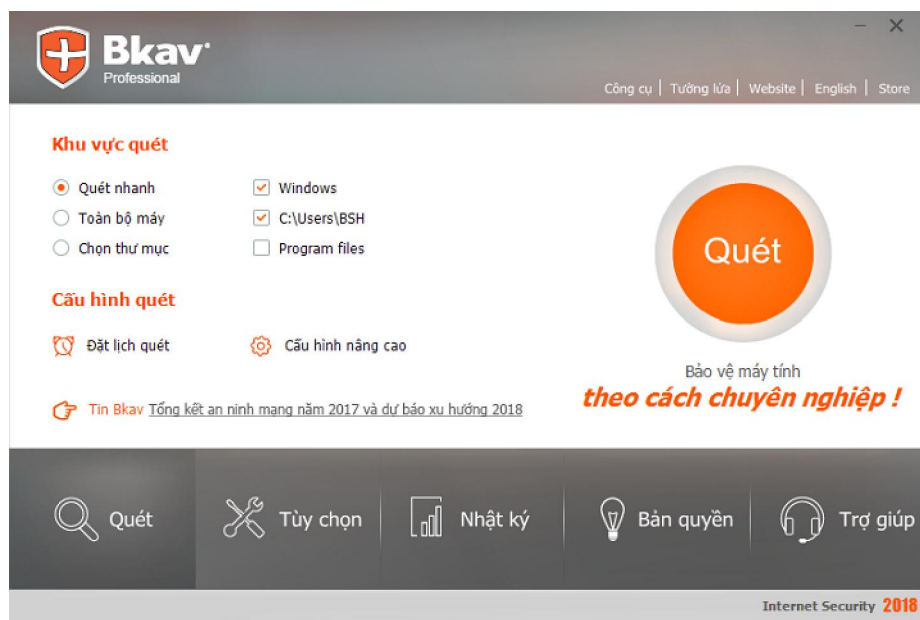 Bkav
Professional
Công cụ | Tường lửa | Website | English | Store
Khu vực quét
Quét nhanh
Windows
Toàn bộ máy
C:\Users\BSH
Chọn thư mục
Program files
Quét
Cấu hình quét
Đặt lịch quét
Cấu hình nâng cao
Bảo vệ máy tính
theo cách chuyên nghiệp !
Tin Bkav Tổng kết an ninh mạng năm 2017 và dự báo xu hướng 2018
Quét
Tùy chọn
Nhật ký
Bản quyền
Trợ giúp
Internet Security 2018